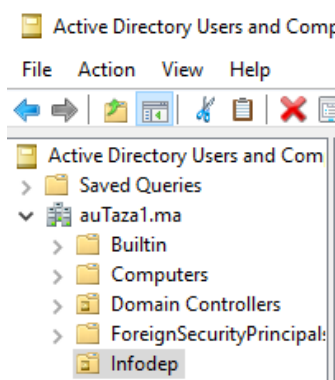 Active Directory Users and Comp
File Action View Help
Active Directory Users and Com
Saved Queries
auTaza1.ma
Builtin
Computers
Domain Controllers
ForeignSecurityPrincipals
Infodep